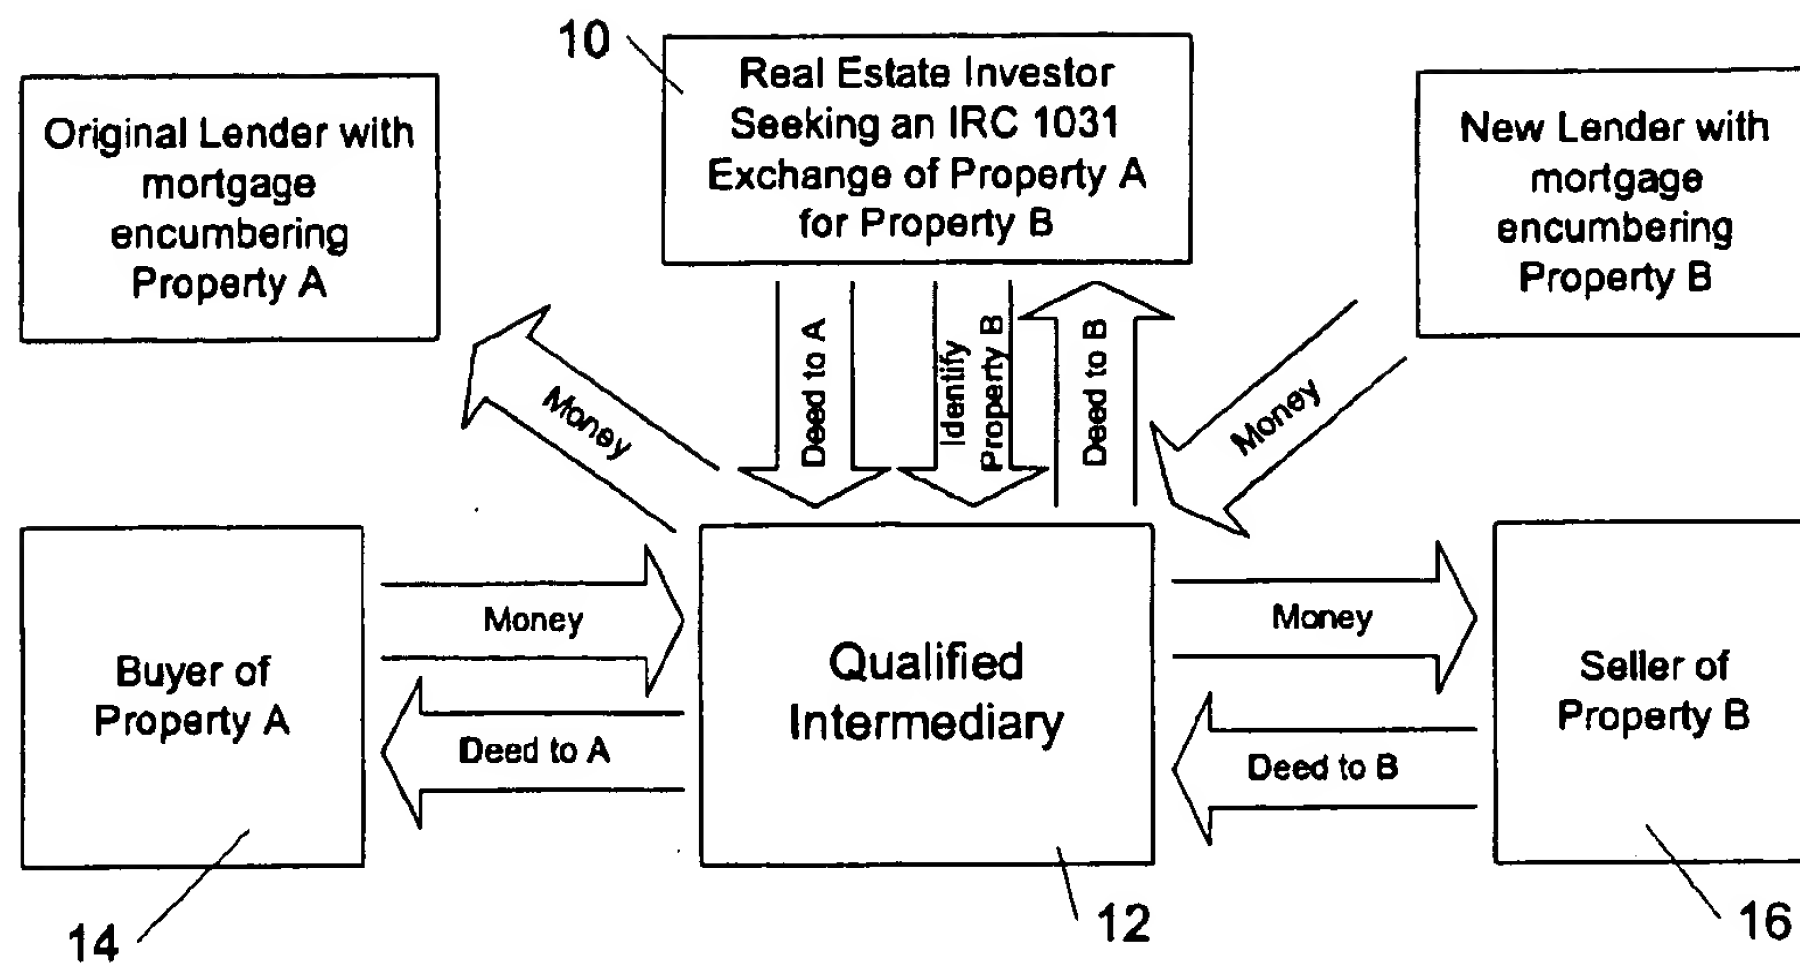 10
Real Estate Investor
Seeking an IRC 1031
Exchange of Property A
for Property B
Original Lender with
mortgage
encumbering
Property A
New Lender with
mortgage
encumbering
Property B
Money
Deed to A
Identify
Property B
Deed to B
Money
Buyer of
Property A
Money
Deed to A
Qualified
Intermediary
Money
Deed to B
Seller of
Property B
14
12
16